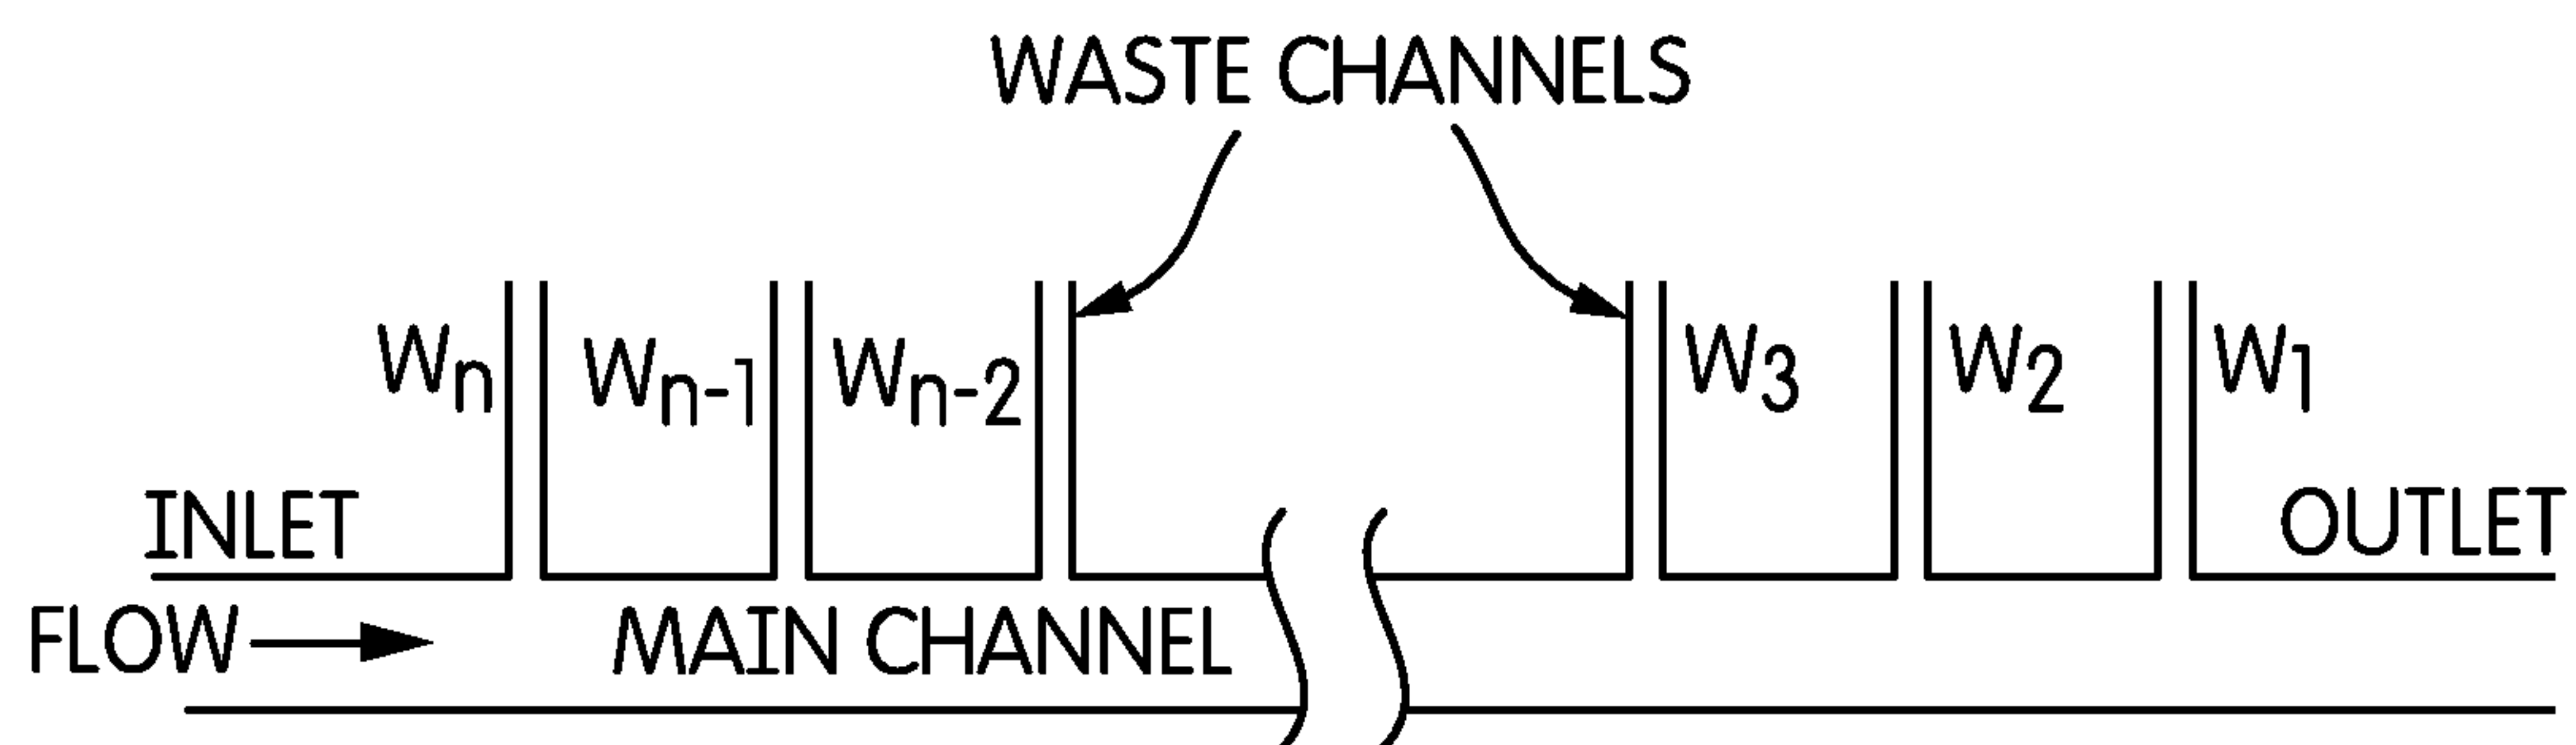 WASTE CHANNELS
Wn Wn-1 Wn-2 W3 W2 W1
INLET OUTLET
FLOW MAIN CHANNEL